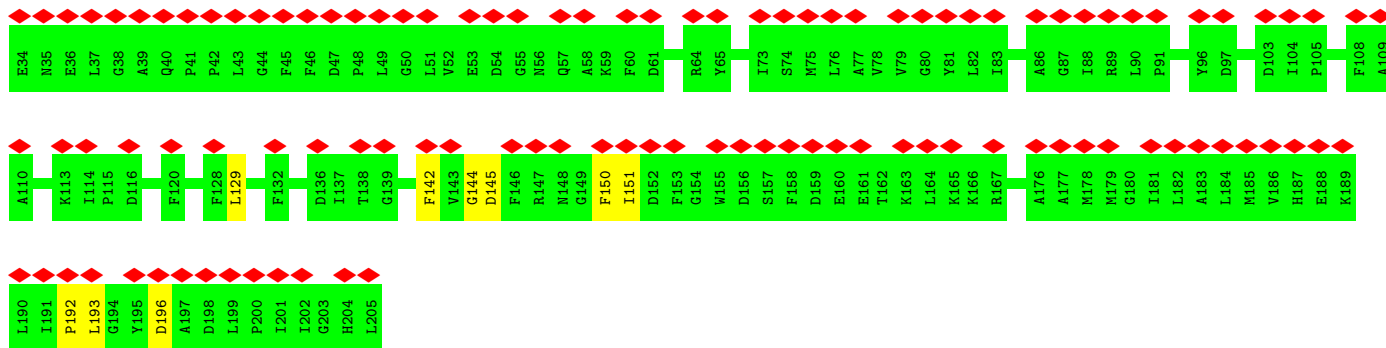 E34 N35 E36 L37 G38 A39 Q40 P41 P42 L43 G44 F45 F46 D47 P48 L49 G50 L51 V52 E53 D54 G55 N56 Q57 A58 K59 F60 D61 R64 Y65 I73 S74 M75 L76 A77 V78 V79 G80 Y81 L82 I83 A86 G87 I88 R89 L90 P91 Y96 D97 D103 I104 P105 F108 A109
A110 K113 I114 P115 D116 F120 F128 L129 F132 D136 I137 T138 G139 F142 V143 G144 D145 F146 R147 N148 G149 F150 I151 D152 F153 G154 W155 D156 S157 F158 D159 E160 E161 T162 K163 L164 K165 K166 R167 A176 A177 M178 M179 G180 I181 L182 A183 L184 M185 V186 H187 E188 K189
L190 I191 P192 L193 G194 Y195 D196 A197 D198 L199 P200 I201 I202 G203 H204 L205